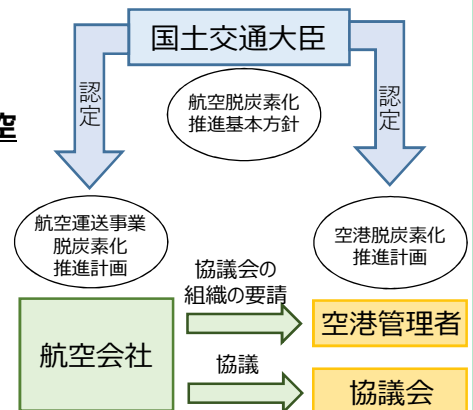 国土交通大臣
認定
航空脱炭素化
推進基本方針
認定
空
航空運送事業
脱炭素化
推進計画
空港脱炭素化
推進計画
協議会の
組織の要請
航空会社
空港管理者
協議
協議会